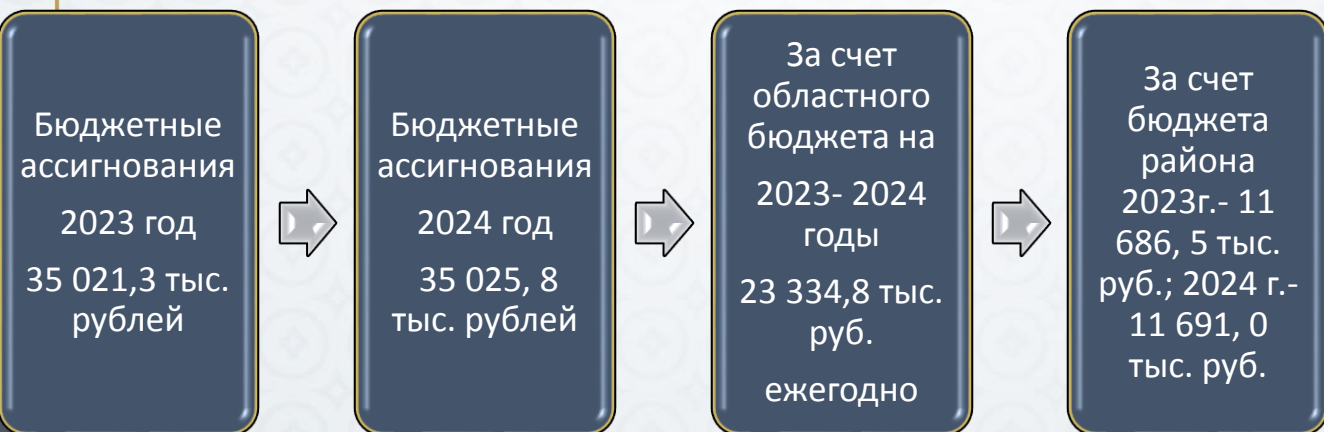 Бюджетные
ассигнования
2023 год
35 021,3 тыс.
рублей
Бюджетные
ассигнования
2024 год
35 025, 8
тыс. рублей
За счет
областного
бюджета на
2023- 2024
годы
23 334,8 тыс.
руб.
ежегодно
За счет
бюджета
района
2023г.- 11
686, 5 тыс.
руб.; 2024 г.-
11 691, 0
тыс. руб.